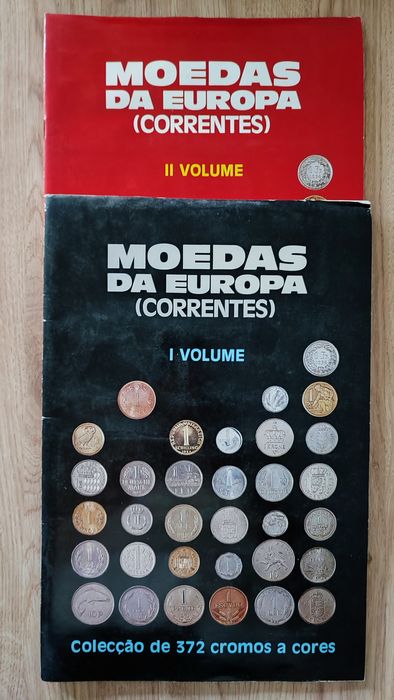 MOEDAS
DA EUROPA
(CORRENTES)
II VOLUME
MOEDAS
DA EUROPA
(CORRENTES)
I VOLUME
Colecção de 372 cromos a cores